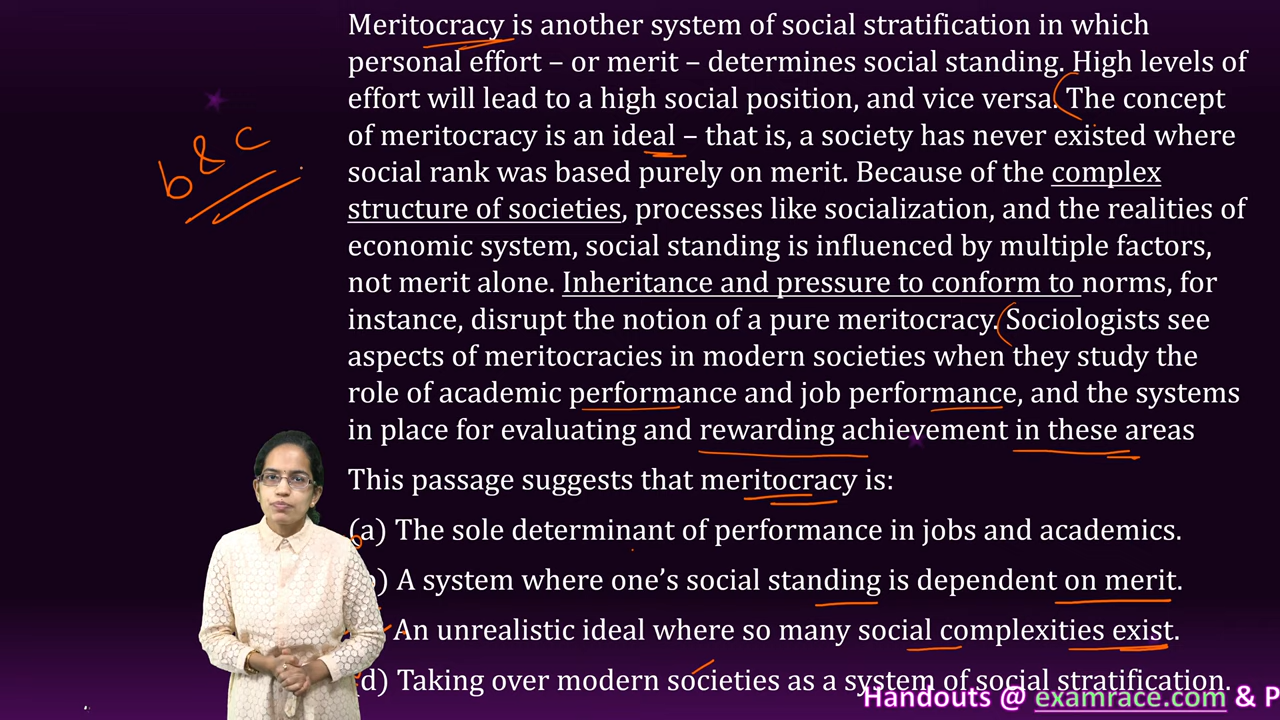 Meritocracy is another system of social stratification in which
personal effort – or merit – determines social standing. High levels of
effort will lead to a high social position, and vice versa. The concept
of meritocracy is an ideal – that is, a society has never existed where
social rank was based purely on merit. Because of the complex
structure of societies, processes like socialization, and the realities of
economic system, social standing is influenced by multiple factors,
not merit alone. Inheritance and pressure to conform to norms, for
instance, disrupt the notion of a pure meritocracy. Sociologists see
aspects of meritocracies in modern societies when they study the
role of academic performance and job performance, and the systems
in place for evaluating and rewarding achievement in these areas
b & c
This passage suggests that meritocracy is:
(a) The sole determinant of performance in jobs and academics.
) A system where one's social standing is dependent on merit.
An unrealistic ideal where so many social complexities exist.
(d) Taking over modern societies as a system of social stratification.
Handouts @ examrace.com & P